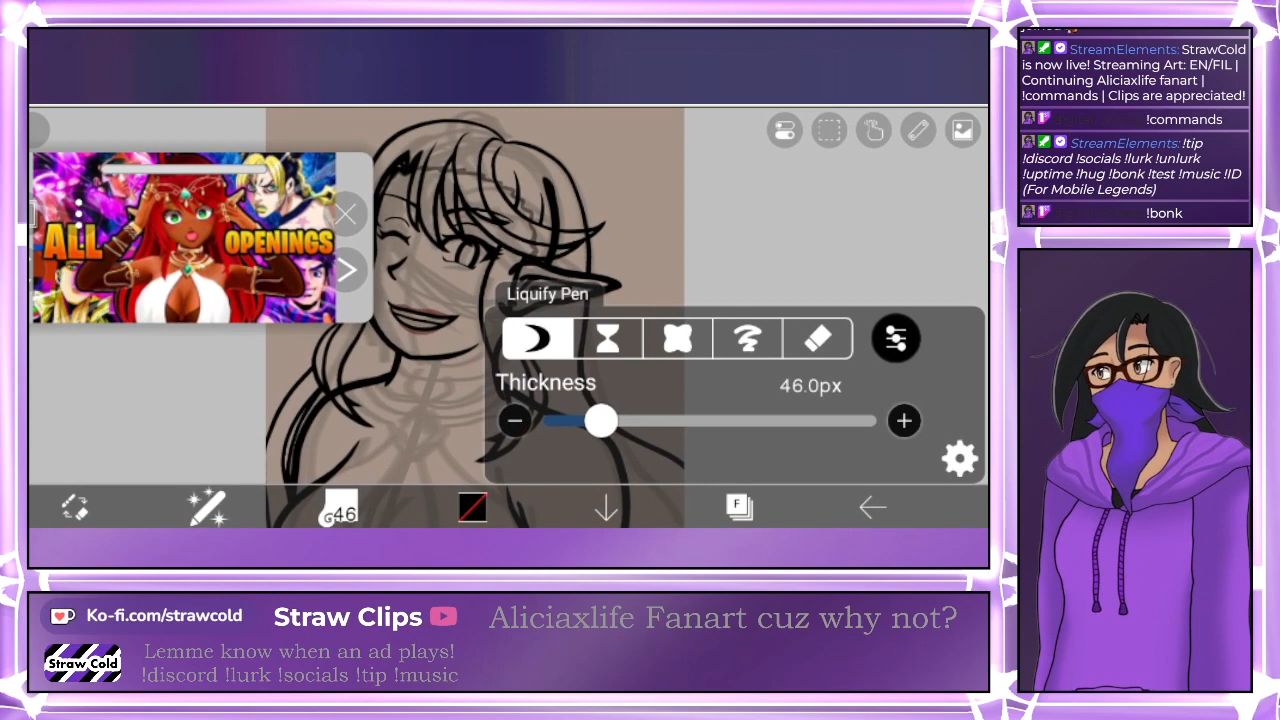 ALL
OPENINGS
Liquify Pen
Thickness
46.0px
46
F
StreamElements: StrawCold
is now live! Streaming Art: EN/FIL |
Continuing Aliciaxlife fanart |
!commands | Clips are appreciated!
!commands
StreamElements: !tip
!discord !socials !lurk !unlurk
!uptime !hug !bonk !test !music !ID
(For Mobile Legends)
!bonk
Ko-fi.com/strawcold
Straw Clips
Aliciaxlife Fanart cuz why not?
Straw Cold
Lemme know when an ad plays!
!discord !lurk !socials !tip !music